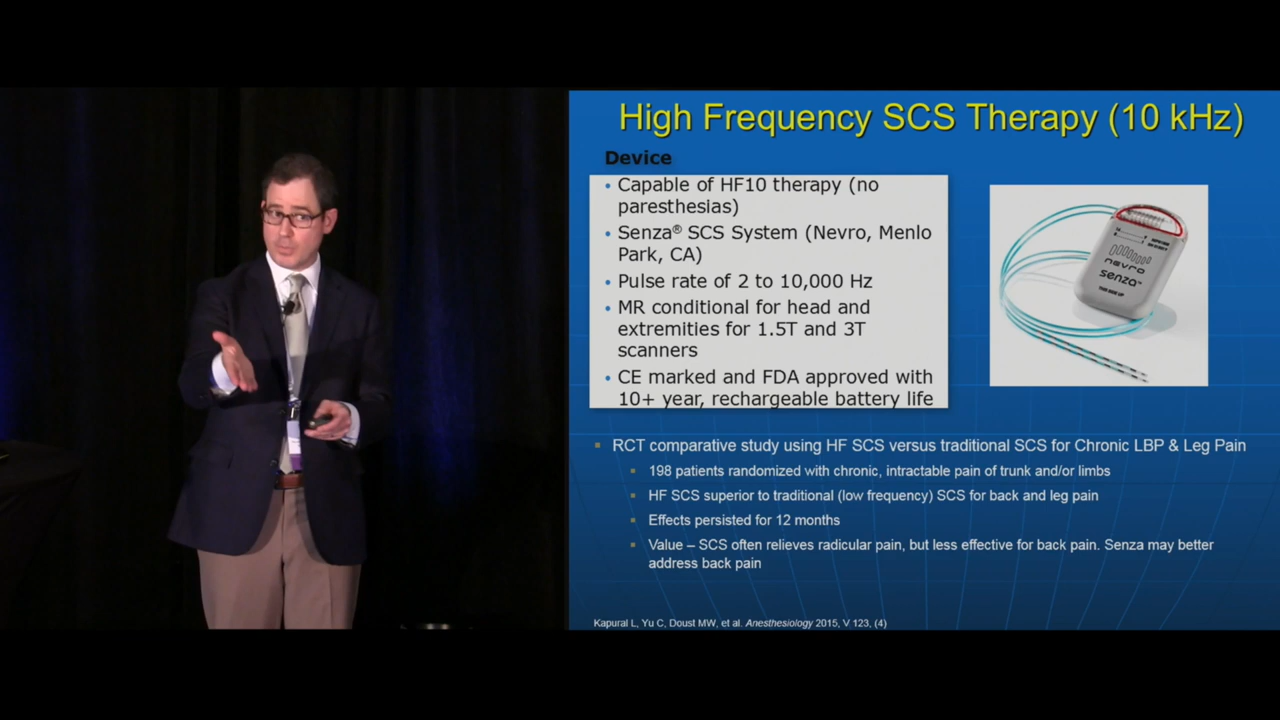 High Frequency SCS Therapy (10 kHz)
Device
• Capable of HF10 therapy (no
paresthesias)
• Senza® SCS System (Nevro, Menlo
Park, CA)
• Pulse rate of 2 to 10,000 Hz
• MR conditional for head and
extremities for 1.5T and 3T
scanners
• CE marked and FDA approved with
10+ year, rechargeable battery life
nevro
senza™
THIS SIDE UP
▪ RCT comparative study using HF SCS versus traditional SCS for Chronic LBP & Leg Pain
▪ 198 patients randomized with chronic, intractable pain of trunk and/or limbs
▪ HF SCS superior to traditional (low frequency) SCS for back and leg pain
▪ Effects persisted for 12 months
▪ Value – SCS often relieves radicular pain, but less effective for back pain. Senza may better
address back pain
Kapural L, Yu C, Doust MW, et al. Anesthesiology 2015, V 123, (4)